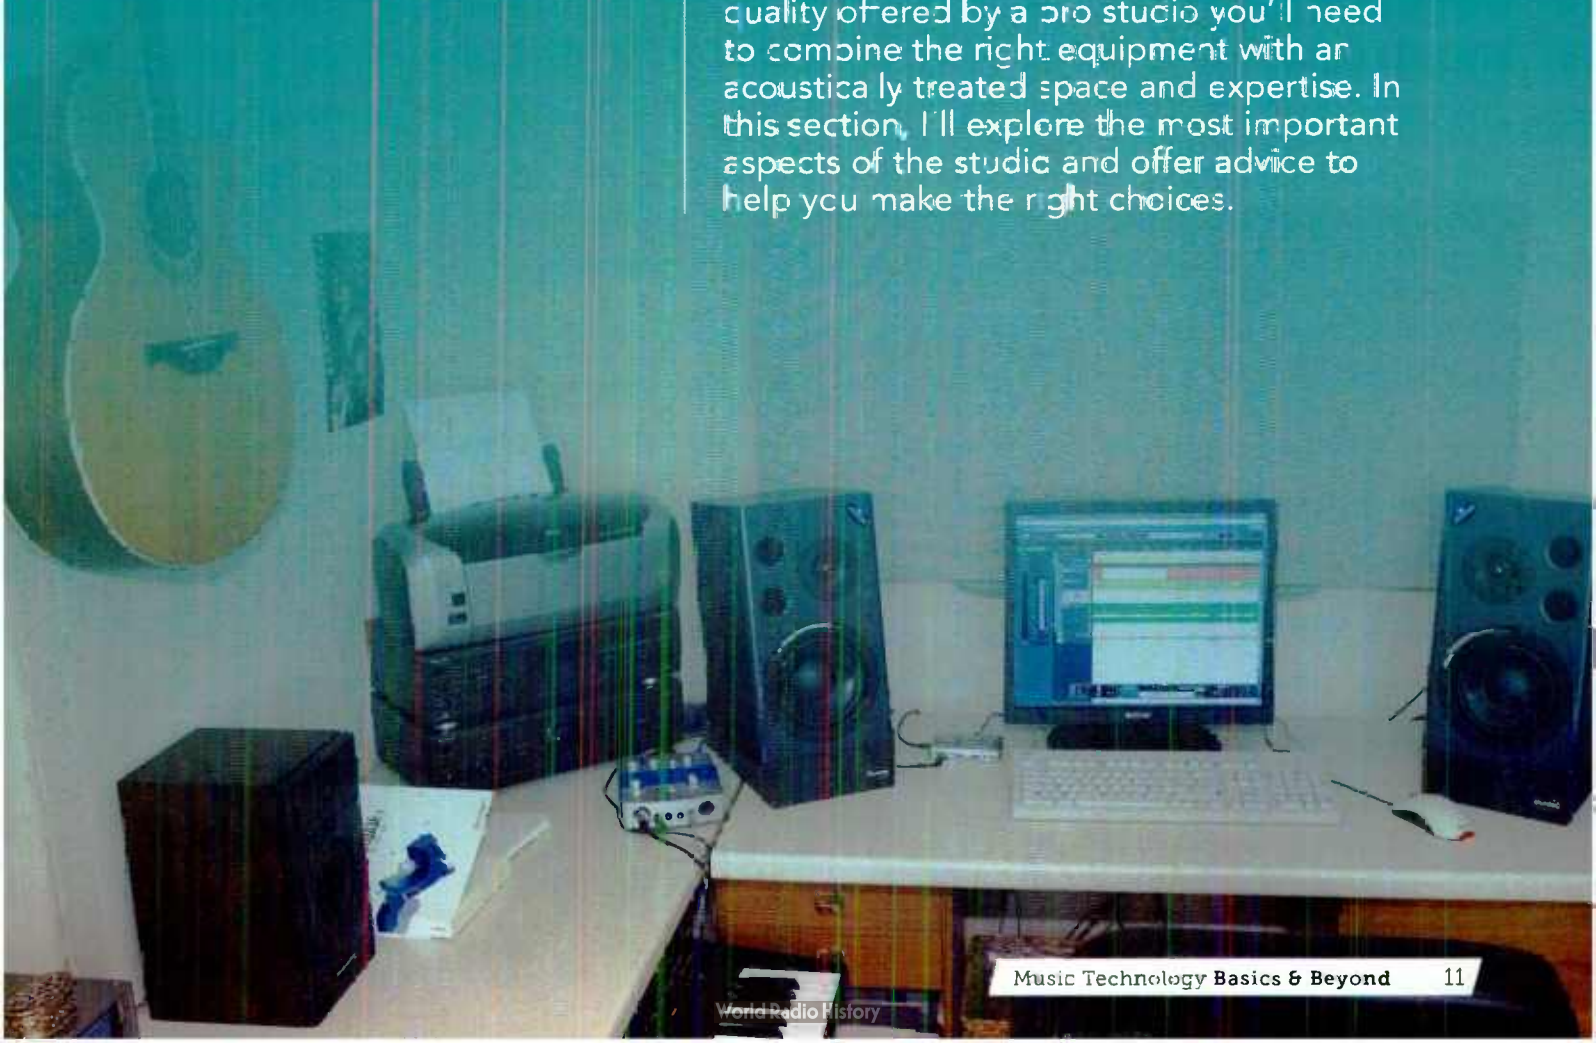 quality offered by a pro studio you'll need
to combine the right equipment with an
acoustically treated space and expertise. In
this section, I'll explore the most important
aspects of the studio and offer advice to
help you make the right choices.
Music Technology Basics & Beyond 11
World Radio History